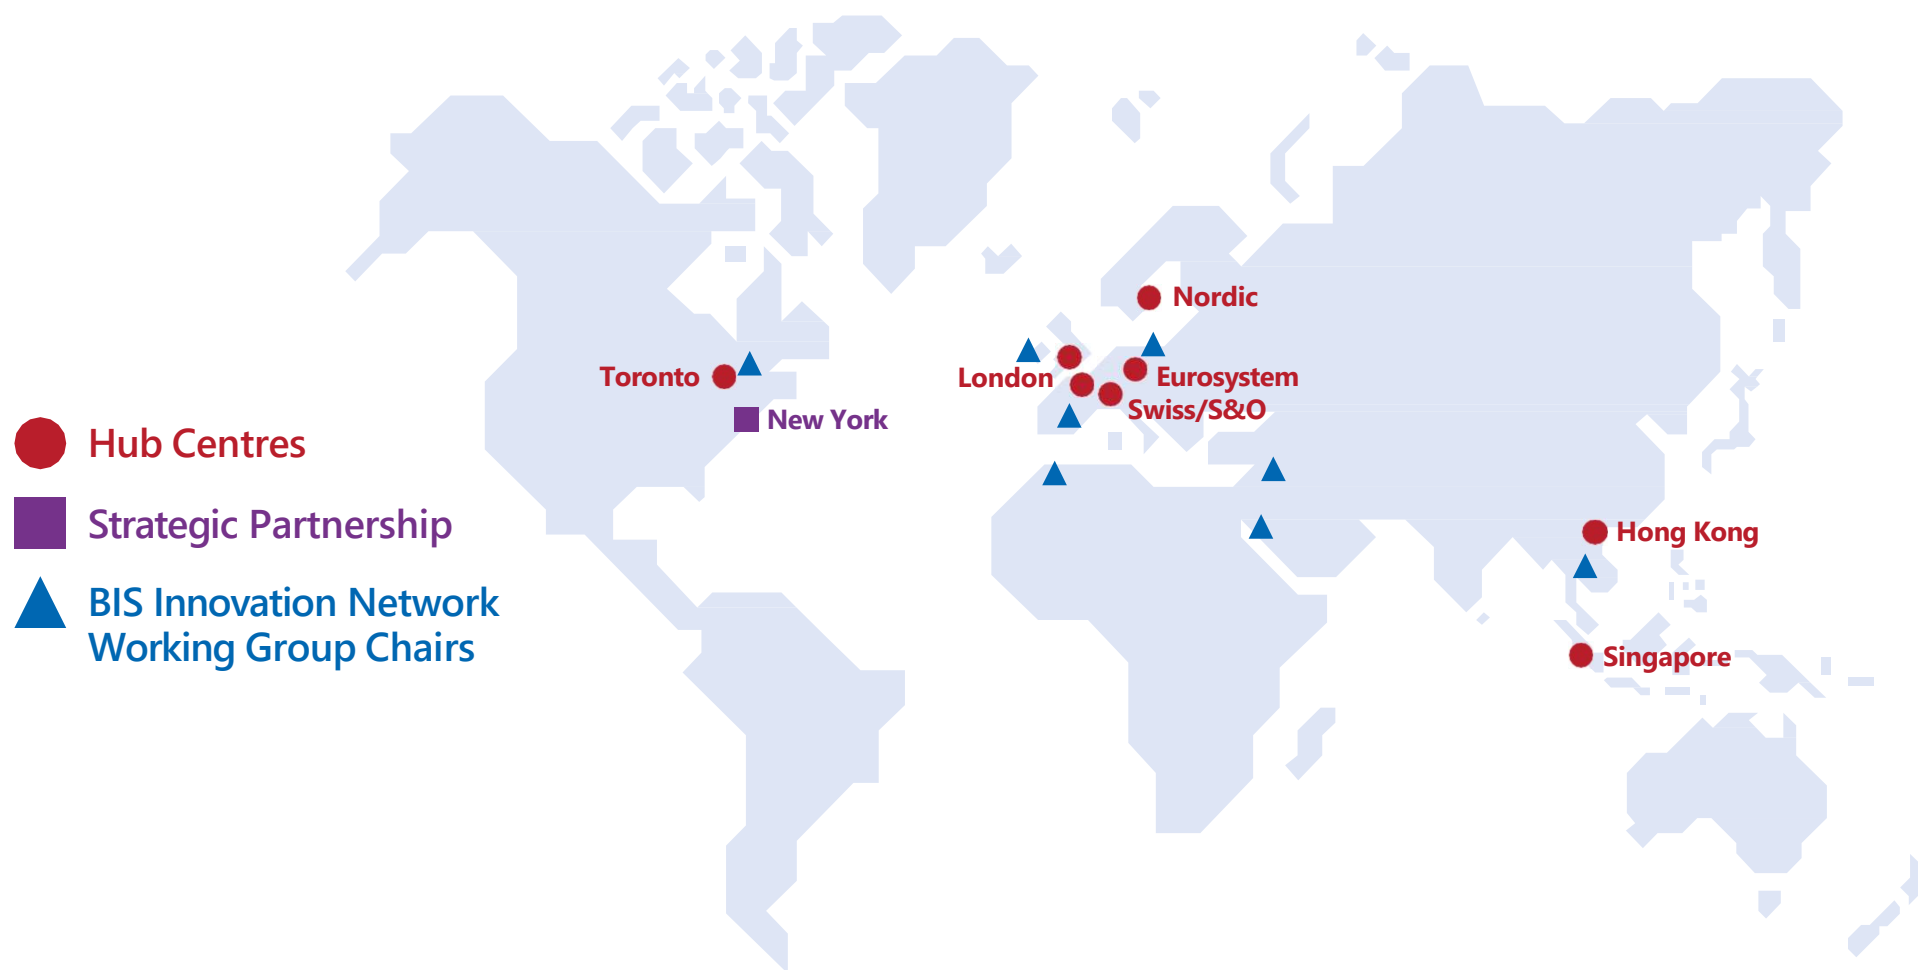 Hub Centres
Strategic Partnership
BIS Innovation Network
Working Group Chairs
Toronto
New York
Nordic
London
Eurosystem
Swiss/S&O
Hong Kong
Singapore